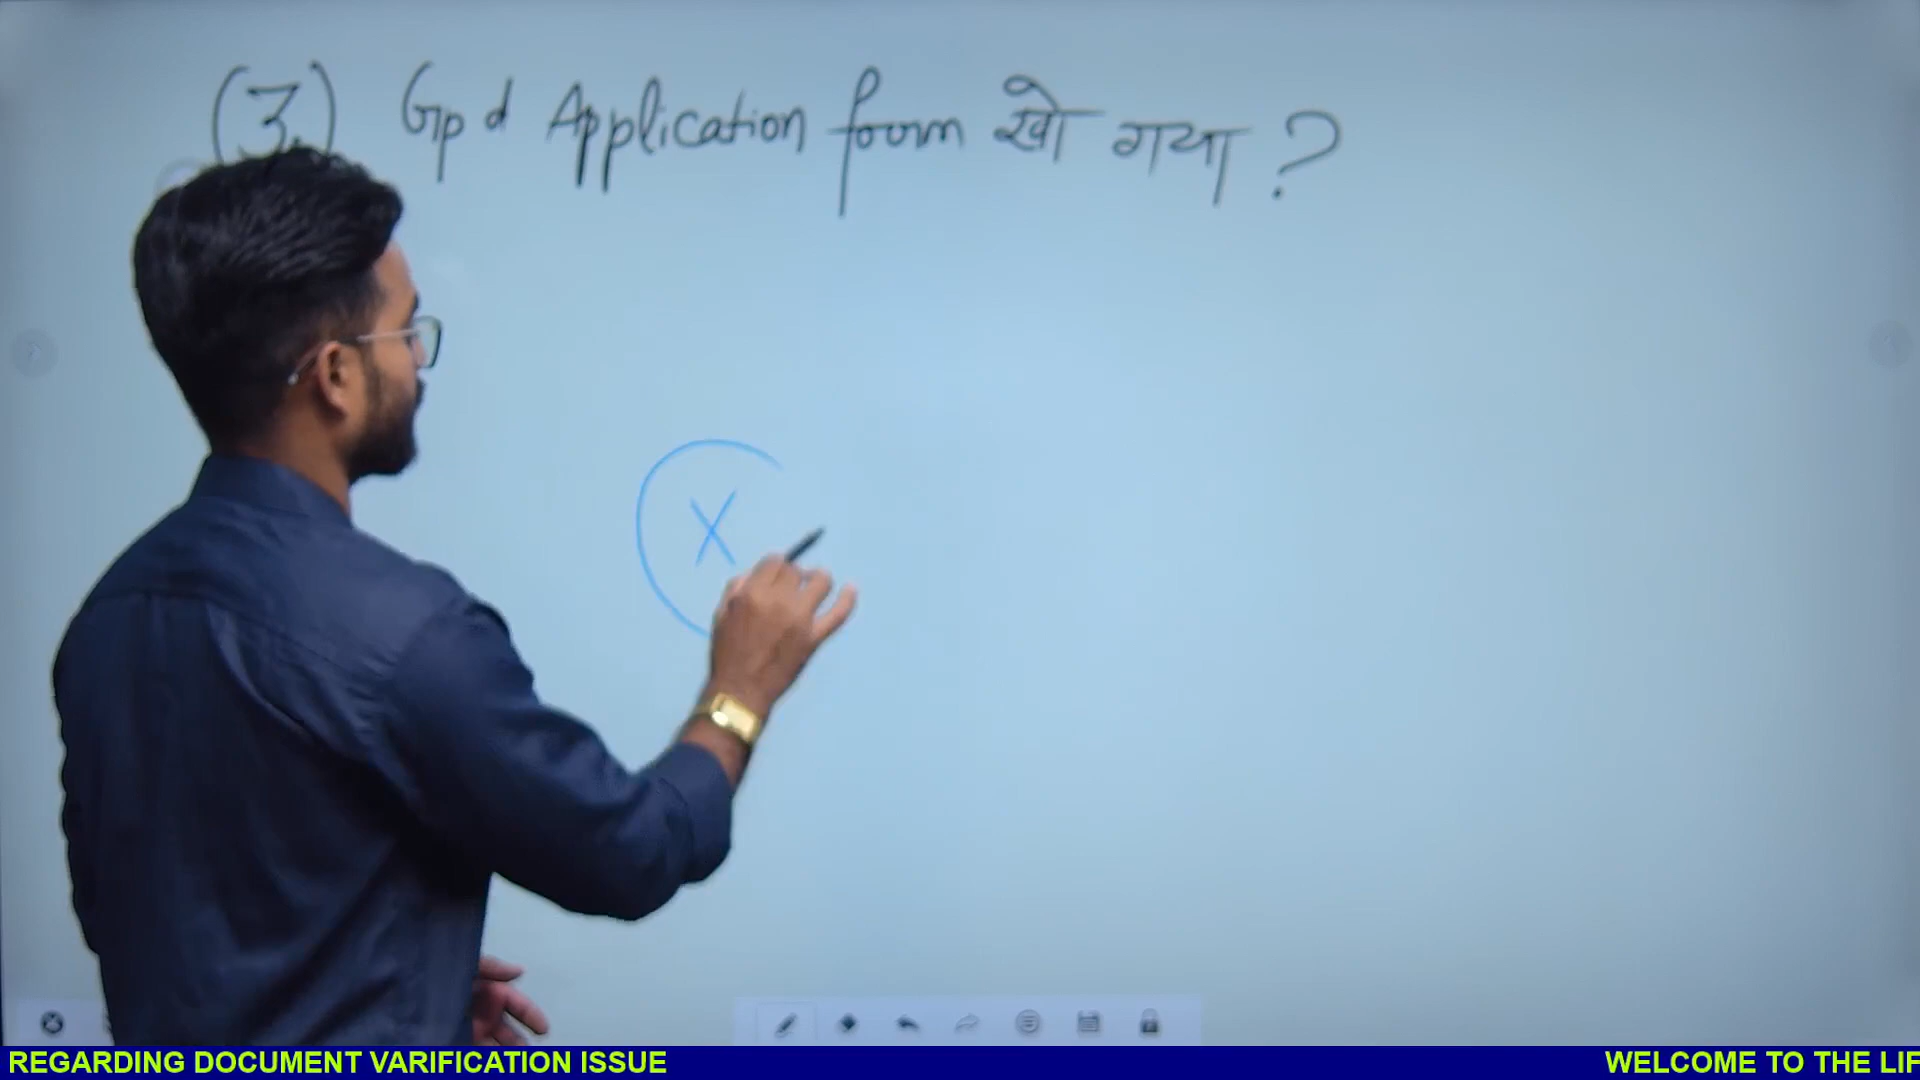 (3.) Gp d Application form खो गया ?
X
REGARDING DOCUMENT VARIFICATION ISSUE
WELCOME TO THE LIF